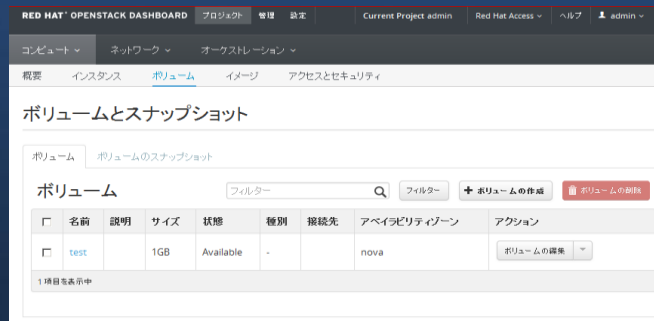 RED HAT® OPENSTACK DASHBOARD プロジェクト 管理 設定 Current Project admin Red Hat Access ヘルプ admin
コンピュート ネットワーク オーケストレーション
概要 インスタンス ボリューム イメージ アクセスとセキュリティ
ボリュームとスナップショット
ボリューム ボリュームのスナップショット
ボリューム フィルター フィルター + ボリュームの作成 ボリュームの削除
名前 説明 サイズ 状態 種別 接続先 アベイラビリティゾーン アクション
test 1GB Available - nova ボリュームの編集
1 項目を表示中